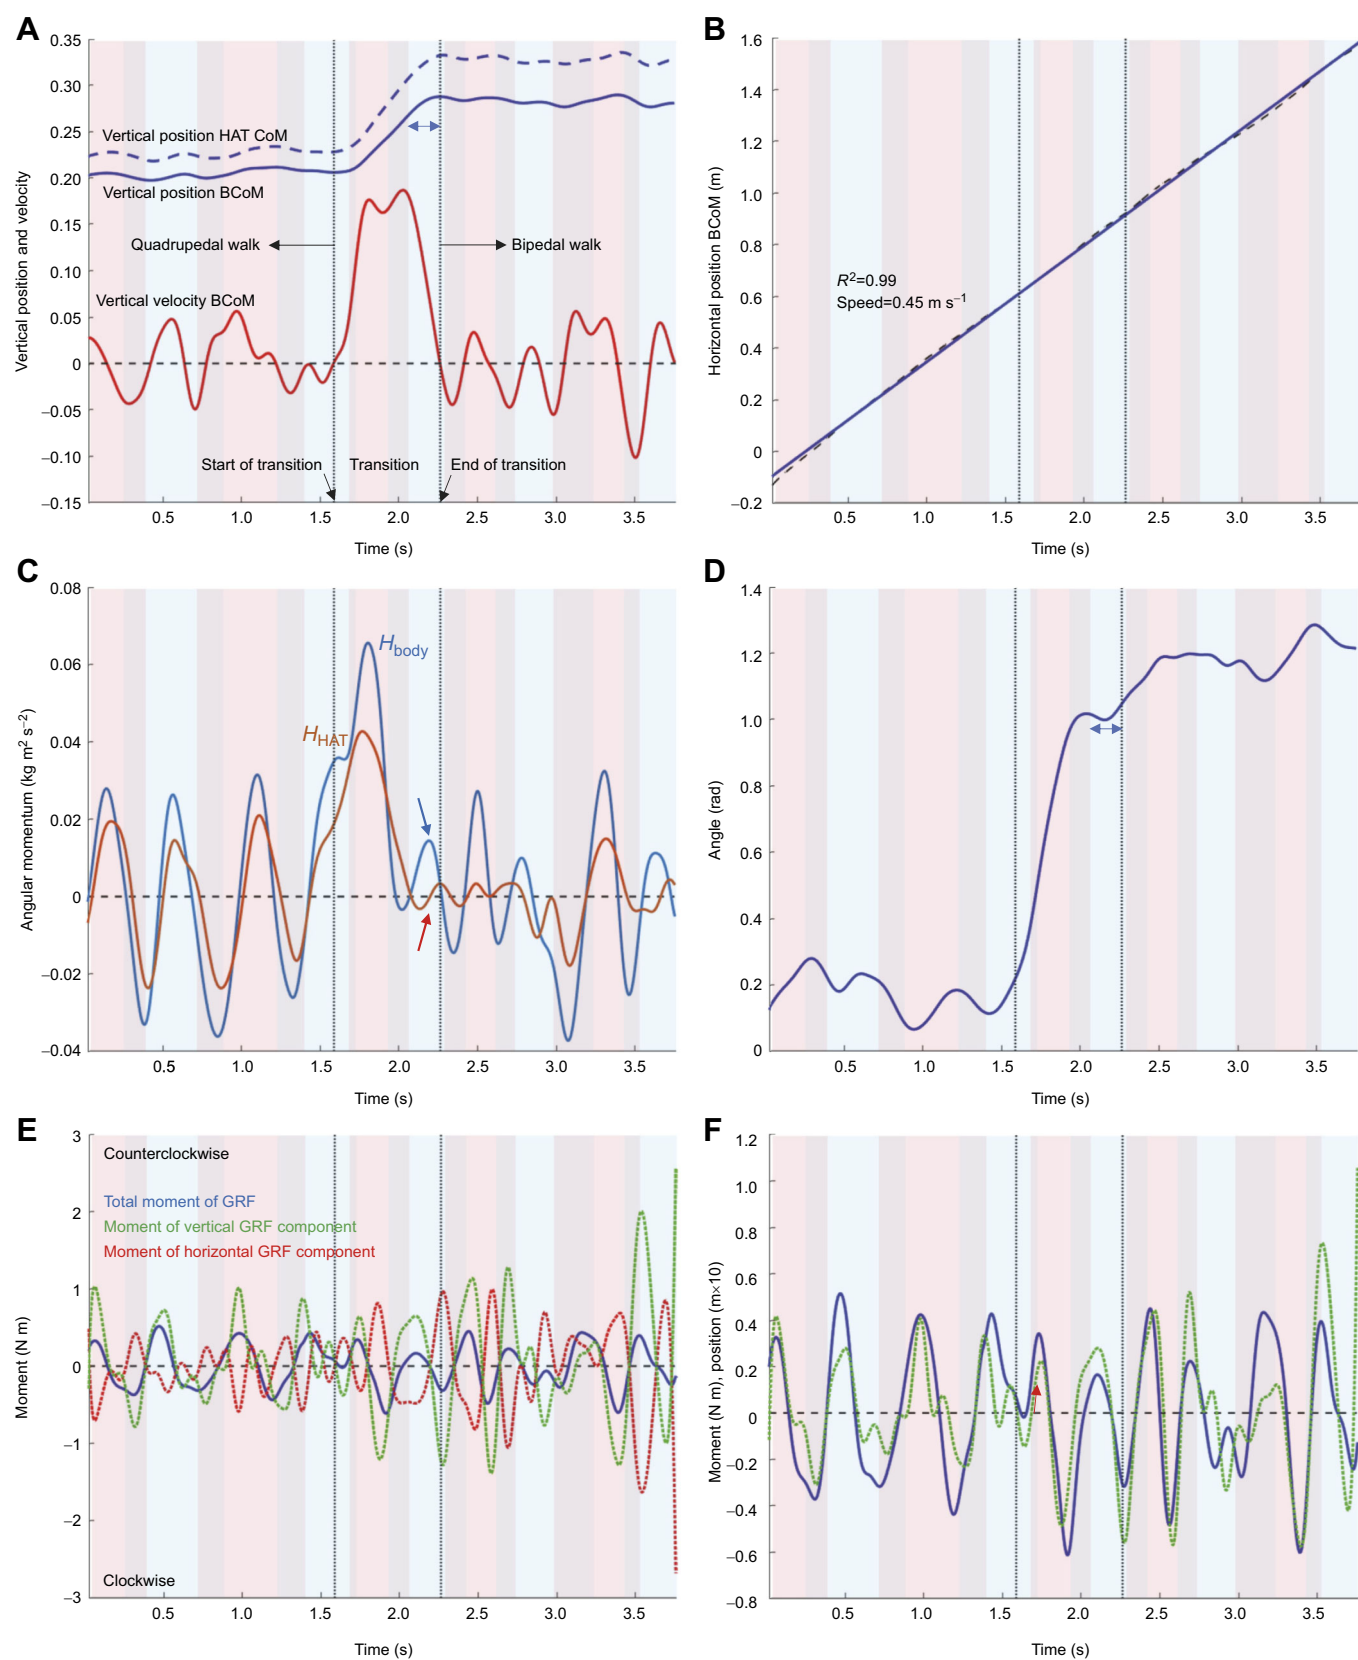 A
0.35
0.30
0.25
0.20
0.15
0.10
0.05
0
–0.05
–0.10
–0.15
Vertical position and velocity
Vertical position HAT CoM
Vertical position BCoM
Quadrupedal walk
Bipedal walk
Vertical velocity BCoM
Start of transition
Transition
End of transition
0.5 1.0 1.5 2.0 2.5 3.0 3.5
Time (s)
B
1.6
1.4
1.2
1.0
0.8
0.6
0.4
0.2
0
–0.2
Horizontal position BCoM (m)
R²=0.99
Speed=0.45 m s⁻¹
0.5 1.0 1.5 2.0 2.5 3.0 3.5
Time (s)
C
0.08
0.06
0.04
0.02
0
–0.02
–0.04
Angular momentum (kg m² s⁻²)
H body
H HAT
0.5 1.0 1.5 2.0 2.5 3.0 3.5
Time (s)
D
1.4
1.2
1.0
0.8
0.6
0.4
0.2
0
Angle (rad)
0.5 1.0 1.5 2.0 2.5 3.0 3.5
Time (s)
E
3
2
1
0
–1
–2
–3
Moment (N m)
Counterclockwise
Total moment of GRF
Moment of vertical GRF component
Moment of horizontal GRF component
Clockwise
0.5 1.0 1.5 2.0 2.5 3.0 3.5
Time (s)
F
1.2
1.0
0.8
0.6
0.4
0.2
0
–0.2
–0.4
–0.6
–0.8
Moment (N m), position (m×10)
0.5 1.0 1.5 2.0 2.5 3.0 3.5
Time (s)